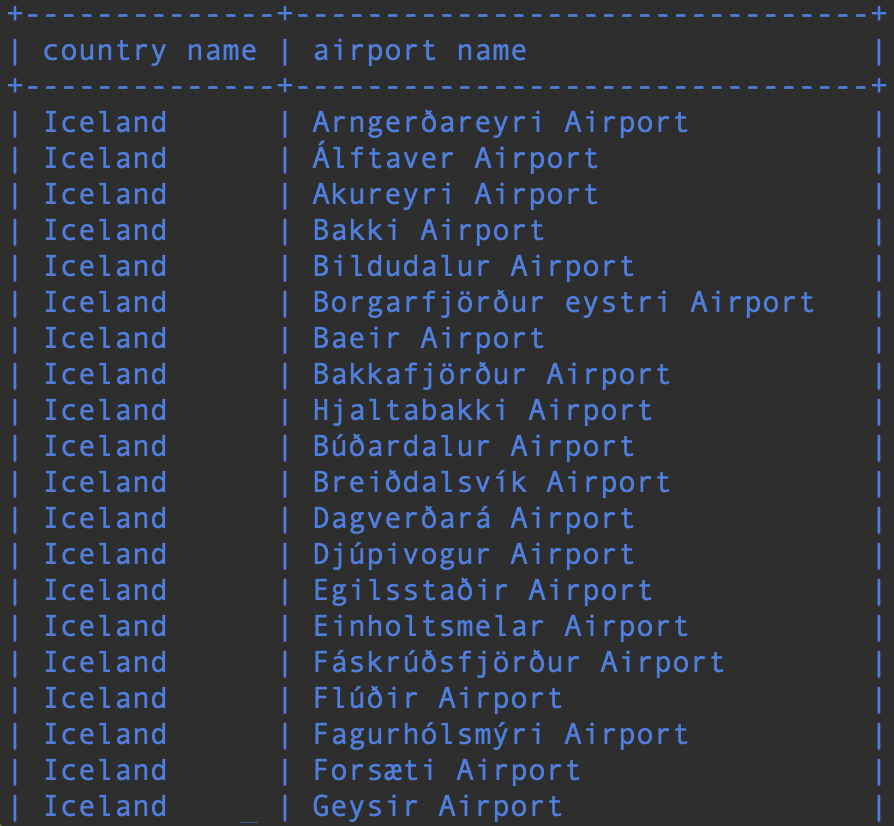 +--------------+--------------------------------+
| country name | airport name                   |
+--------------+--------------------------------+
| Iceland      | Arngerðareyri Airport          |
| Iceland      | Álftaver Airport               |
| Iceland      | Akureyri Airport               |
| Iceland      | Bakki Airport                  |
| Iceland      | Bildudalur Airport             |
| Iceland      | Borgarfjörður eystri Airport   |
| Iceland      | Baeir Airport                  |
| Iceland      | Bakkafjörður Airport           |
| Iceland      | Hjaltabakki Airport            |
| Iceland      | Búðardalur Airport             |
| Iceland      | Breiðdalsvík Airport           |
| Iceland      | Dagverðará Airport             |
| Iceland      | Djúpivogur Airport             |
| Iceland      | Egilsstaðir Airport            |
| Iceland      | Einholtsmelar Airport          |
| Iceland      | Fáskrúðsfjörður Airport        |
| Iceland      | Flúðir Airport                 |
| Iceland      | Fagurhólsmýri Airport          |
| Iceland      | Forsæti Airport                |
| Iceland    _ | Geysir Airport                 |